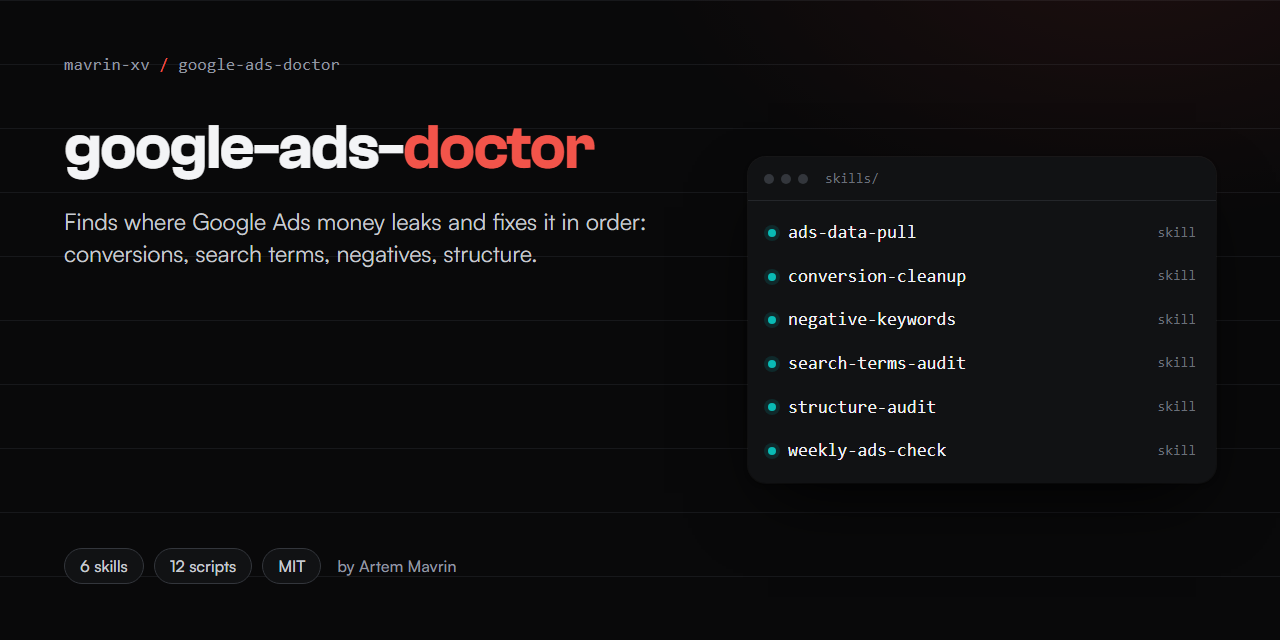 mavrin-xv / google-ads-doctor
google-ads-doctor
Finds where Google Ads money leaks and fixes it in order:
conversions, search terms, negatives, structure.
skills/
ads-data-pull skill
conversion-cleanup skill
negative-keywords skill
search-terms-audit skill
structure-audit skill
weekly-ads-check skill
6 skills 12 scripts MIT by Artem Mavrin